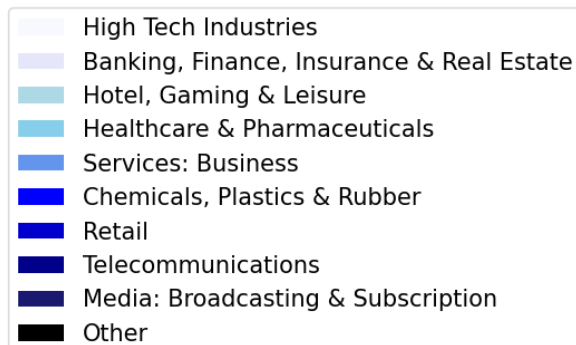 High Tech Industries
Banking, Finance, Insurance & Real Estate
Hotel, Gaming & Leisure
Healthcare & Pharmaceuticals
Services: Business
Chemicals, Plastics & Rubber
Retail
Telecommunications
Media: Broadcasting & Subscription
Other